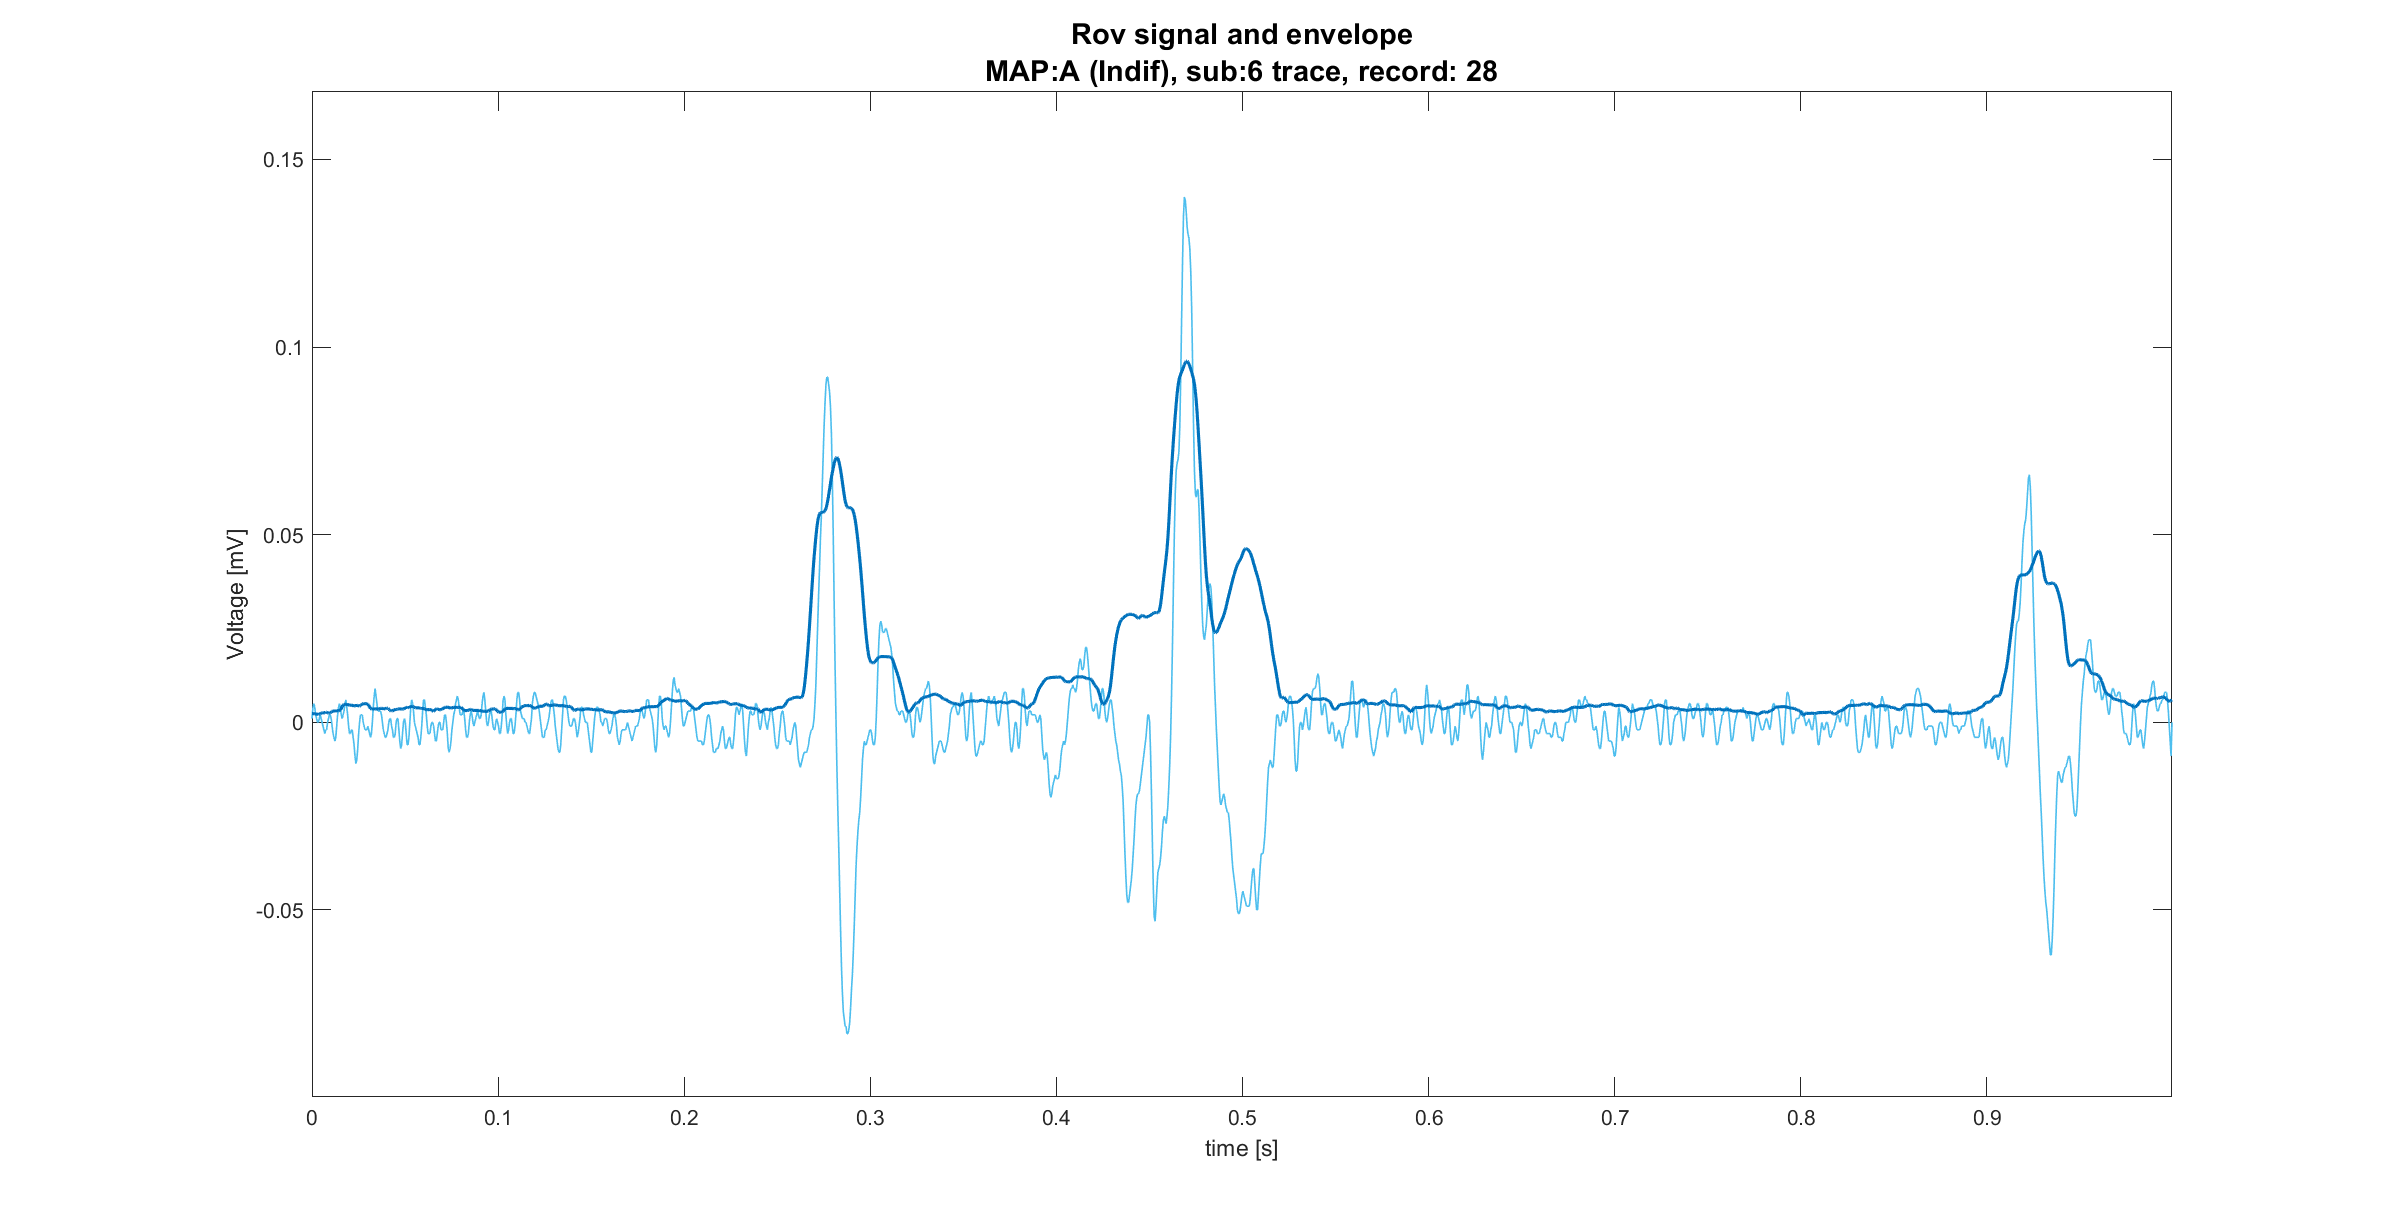 Rov signal and envelope
MAP:A (Indif), sub:6 trace, record: 28
0.15
0.1
0.05
0
-0.05
Voltage [mV]
0 0.1 0.2 0.3 0.4 0.5 0.6 0.7 0.8 0.9
time [s]